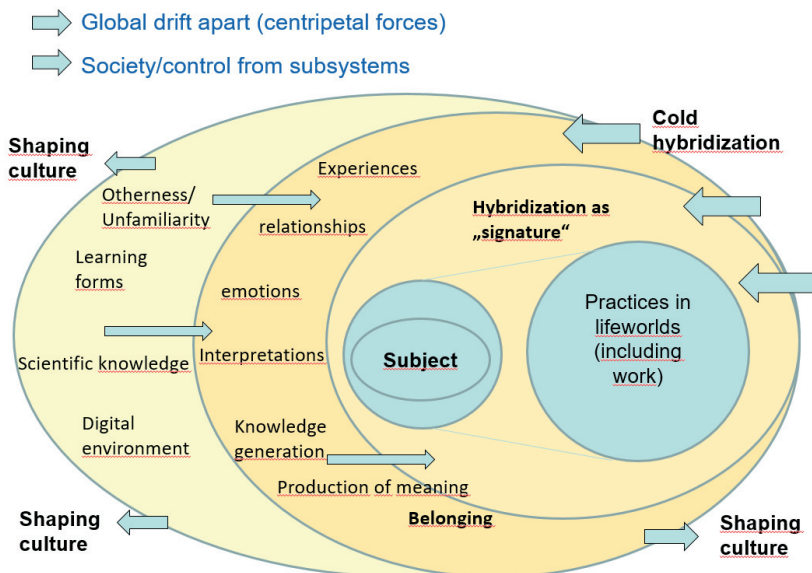 Global drift apart (centripetal forces)
Society/control from subsystems
Shaping
culture
Cold
hybridization
Experiences
Otherness/
Unfamiliarity
relationships
Hybridization as
„signature“
Learning
forms
emotions
Practices in
lifeworlds
(including
work)
Subject
Scientific knowledge
Interpretations
Digital
environment
Knowledge
generation
Production of meaning
Belonging
Shaping
culture
Shaping
culture